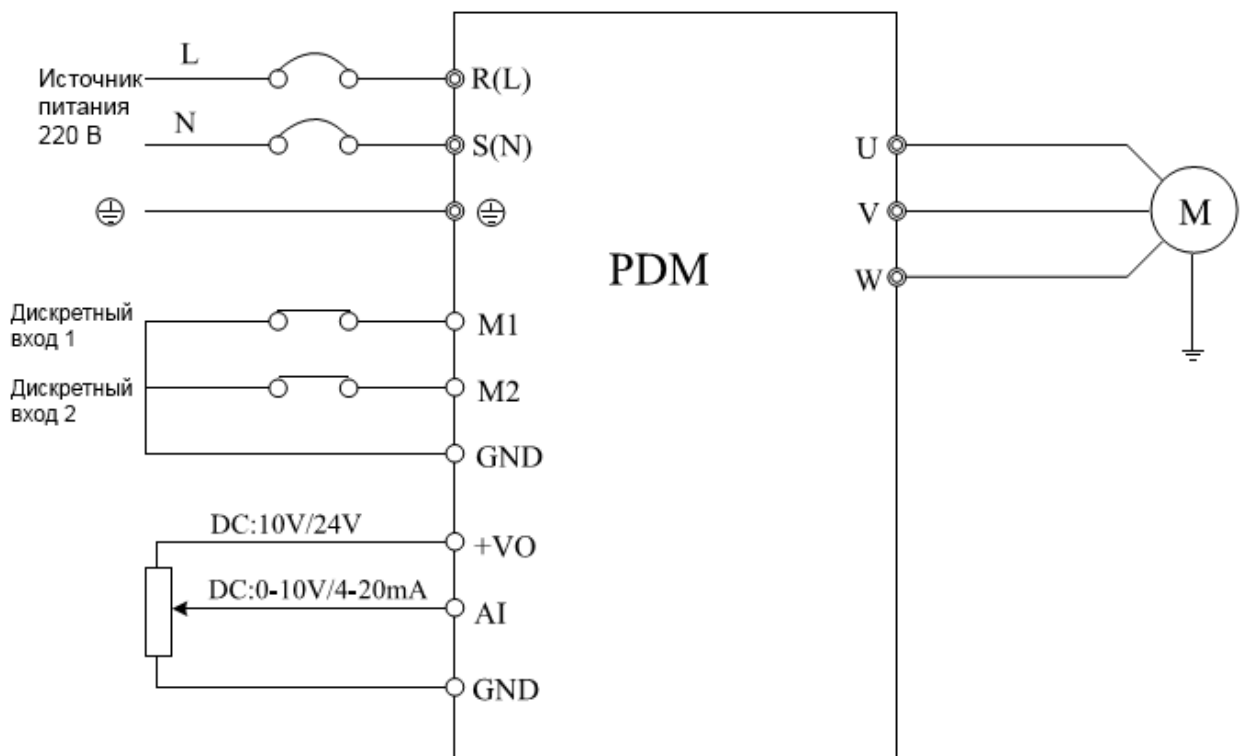 L
Источник
питания
220 В
N
R(L)
S(N)
U
V
W
M
PDM
Дискретный
вход 1
M1
Дискретный
вход 2
M2
GND
DC:10V/24V
+VO
DC:0-10V/4-20mA
AI
GND